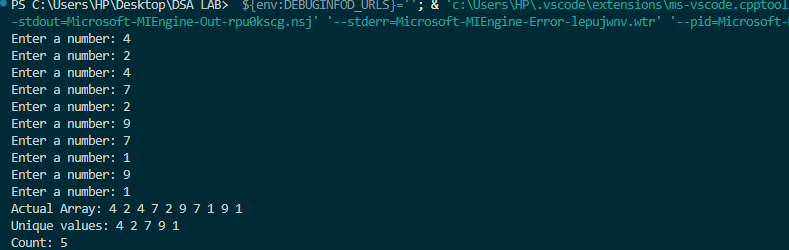 PS C:\Users\HP\Desktop\DSA LAB>  ${env:DEBUGINFOD_URLS}=''; & 'c:\Users\HP\.vscode\extensions\ms-vscode.cpptool
-stdout=Microsoft-MIEngine-Out-rpu0kscg.nsj' '--stderr=Microsoft-MIEngine-Error-lepujwnv.wtr' '--pid=Microsoft-M
Enter a number: 4
Enter a number: 2
Enter a number: 4
Enter a number: 7
Enter a number: 2
Enter a number: 9
Enter a number: 7
Enter a number: 1
Enter a number: 9
Enter a number: 1
Actual Array: 4 2 4 7 2 9 7 1 9 1
Unique values: 4 2 7 9 1
Count: 5